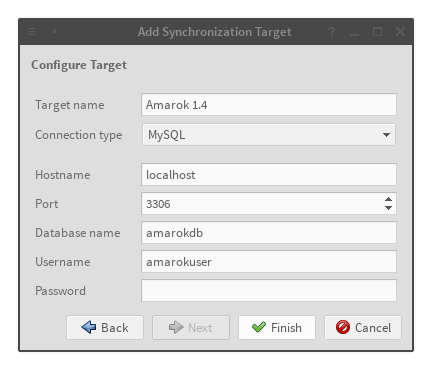 Add Synchronization Target ?
Configure Target
Target name Amarok 1.4
Connection type MySQL
Hostname localhost
Port 3306
Database name amarokdb
Username amarokuser
Password
Back Next Finish Cancel